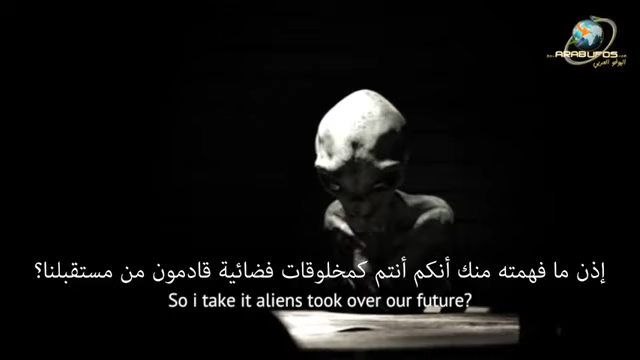 ARABUFOS
اليوفو العربي
إذن ما فهمته منك أنكم أنتم كمخلوقات فضائية قادمون من مستقبلنا؟
So i take it aliens took over our future?